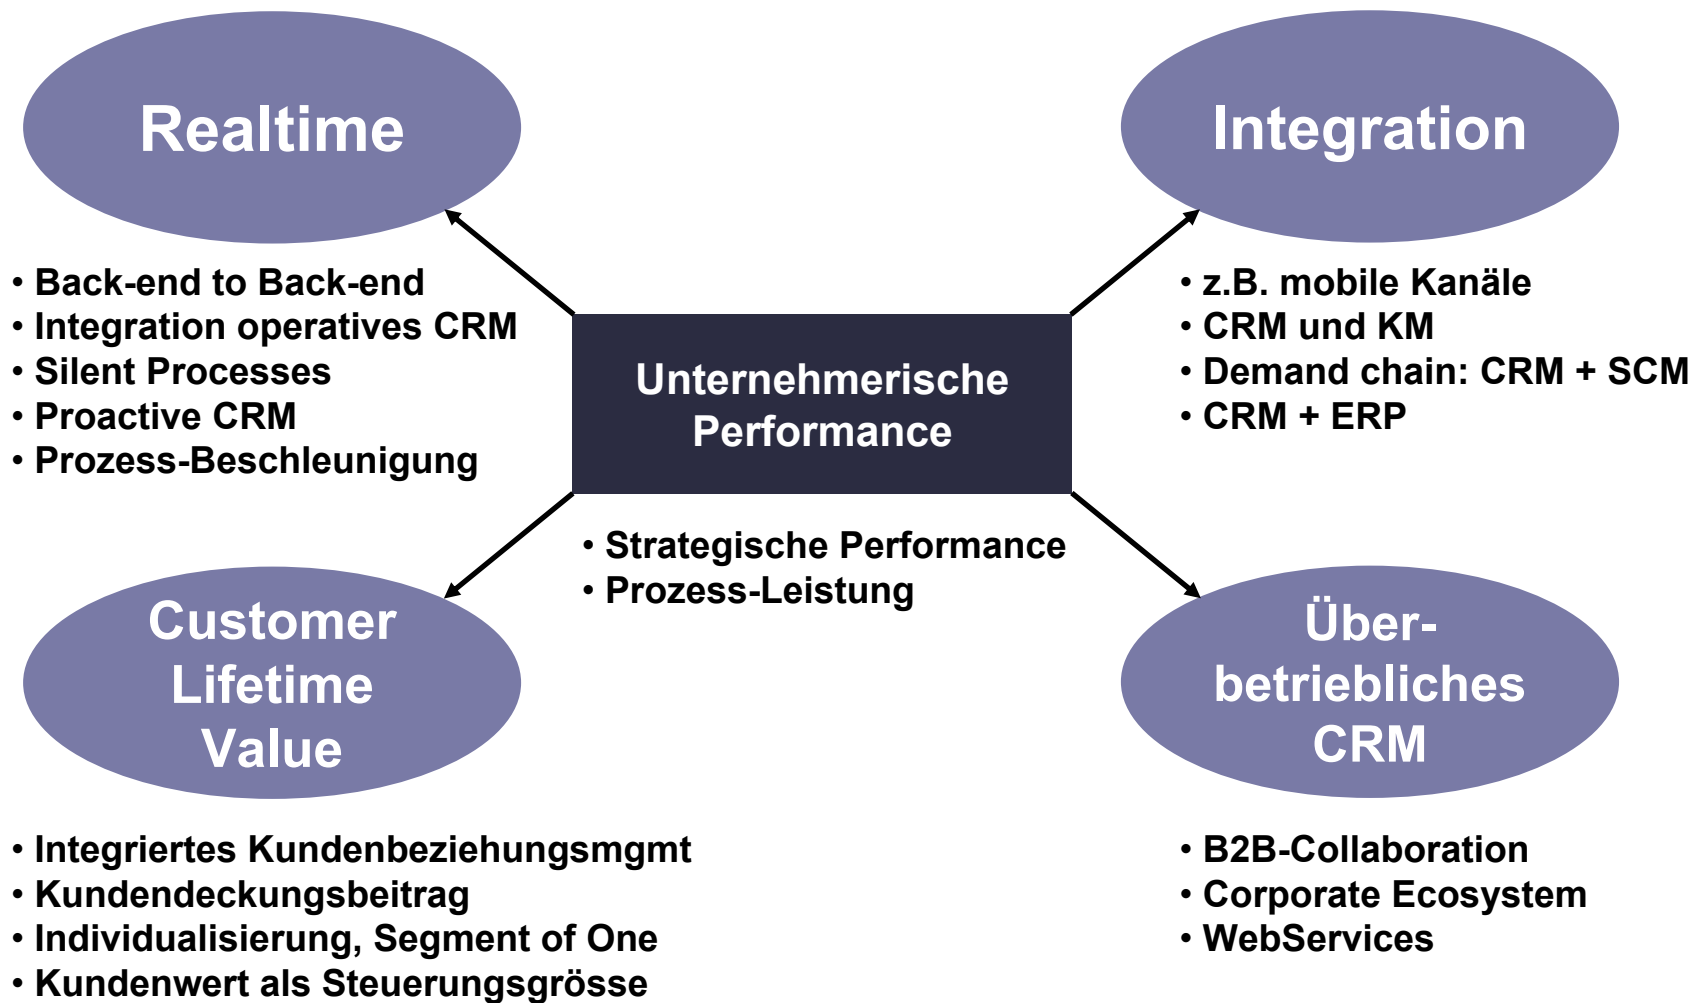 Realtime
• Back-end to Back-end
• Integration operatives CRM
• Silent Processes
• Proactive CRM
• Prozess-Beschleunigung
Integration
• z.B. mobile Kanäle
• CRM und KM
• Demand chain: CRM + SCM
• CRM + ERP
Unternehmerische
Performance
• Strategische Performance
• Prozess-Leistung
Customer
Lifetime
Value
• Integriertes Kundenbeziehungsmgmt
• Kundendeckungsbeitrag
• Individualisierung, Segment of One
• Kundenwert als Steuerungsgrösse
Über-
betriebliches
CRM
• B2B-Collaboration
• Corporate Ecosystem
• WebServices